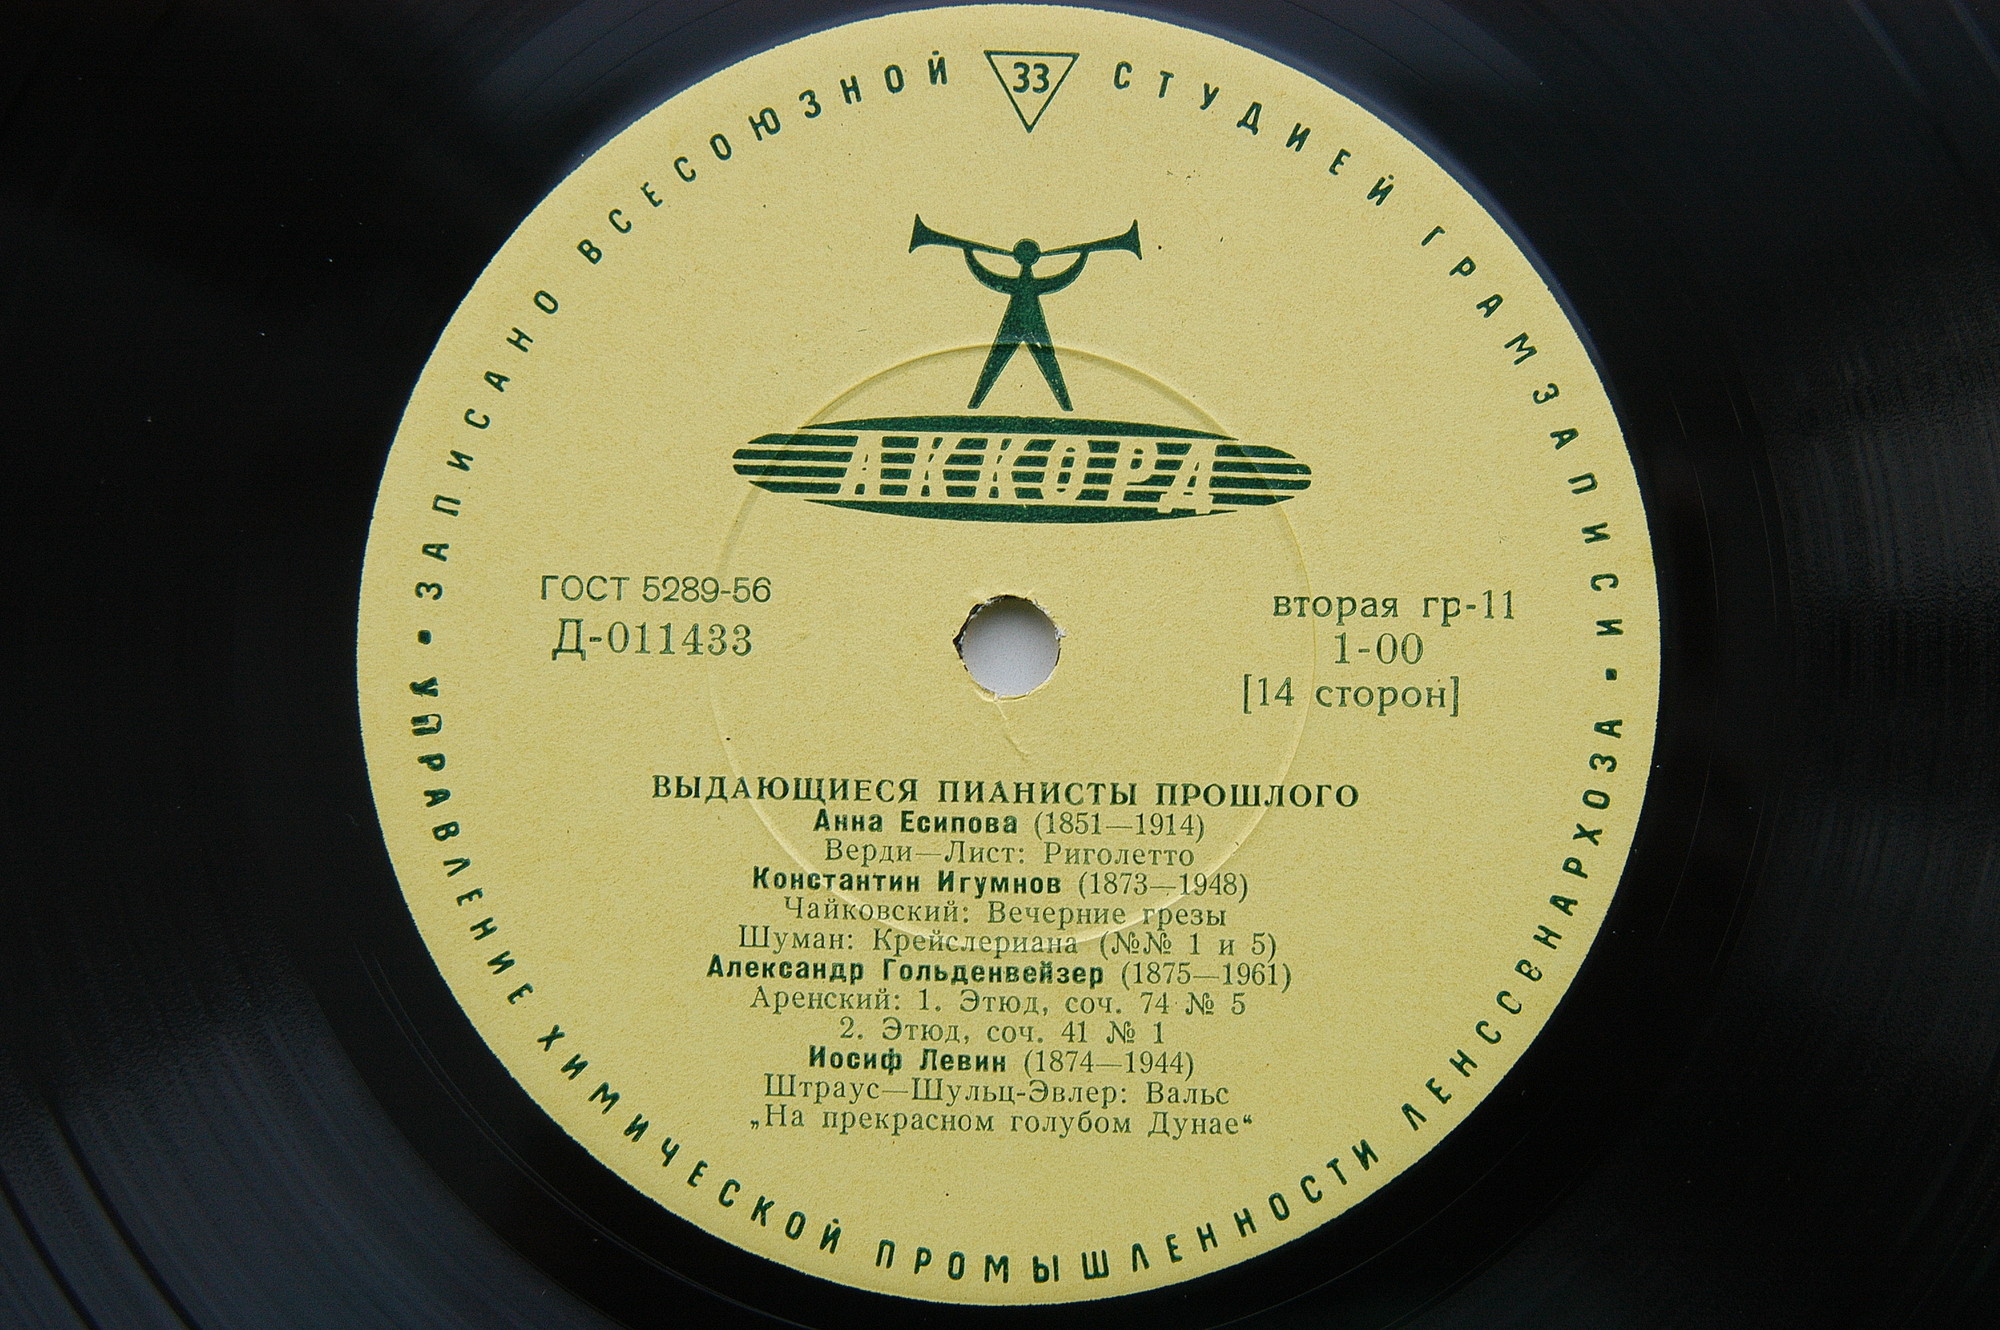 ЗАПИСАНО ВСЕСОЮЗНОЙ СТУДИЕЙ ГРАМЗАПИСИ
33
АККОРД
ГОСТ 5289-56
Д-011433
вторая гр-11
1-00
[14 сторон]
ВЫДАЮЩИЕСЯ ПИАНИСТЫ ПРОШЛОГО
Анна Есипова (1851—1914)
Верди—Лист: Риголетто
Константин Игумнов (1873—1948)
Чайковский: Вечерние грезы
Шуман: Крейслериана (№№ 1 и 5)
Александр Гольденвейзер (1875—1961)
Аренский: 1. Этюд, соч. 74 № 5
2. Этюд, соч. 41 № 1
Иосиф Левин (1874—1944)
Штраус—Шульц-Эвлер: Вальс
„На прекрасном голубом Дунае“
УПРАВЛЕНИЕ ХИМИЧЕСКОЙ ПРОМЫШЛЕННОСТИ ЛЕНССВНАРХОЗА